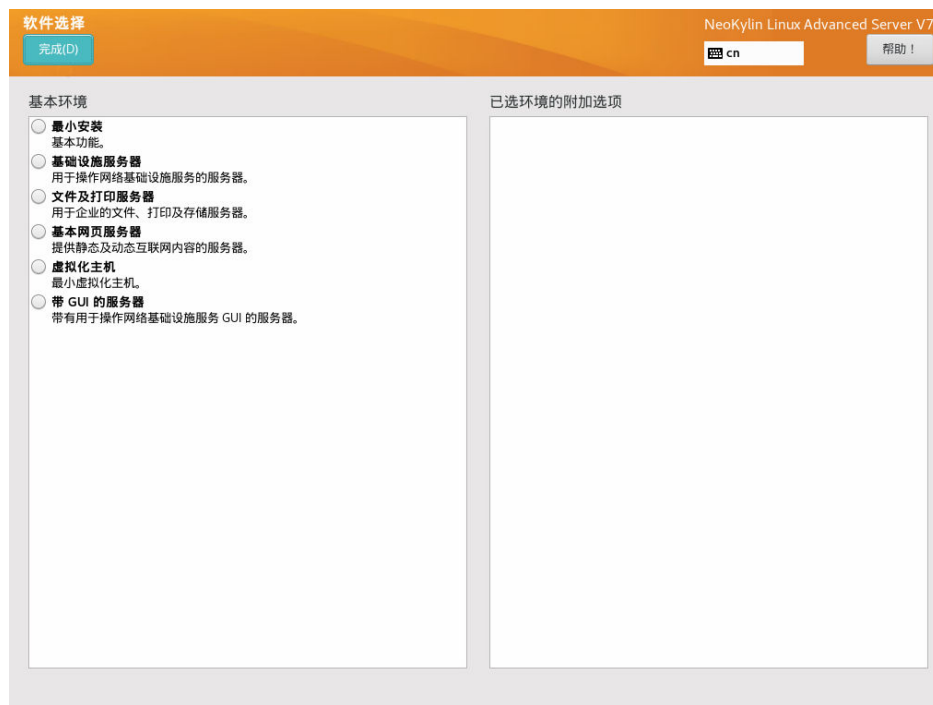 软件选择
NeoKylin Linux Advanced Server V7
完成(D)
cn
帮助！
基本环境
已选环境的附加选项
最小安装
基本功能。
基础设施服务器
用于操作网络基础设施服务的服务器。
文件及打印服务器
用于企业的文件、打印及存储服务器。
基本网页服务器
提供静态及动态互联网内容的服务器。
虚拟化主机
最小虚拟化主机。
带 GUI 的服务器
带有用于操作网络基础设施服务 GUI 的服务器。